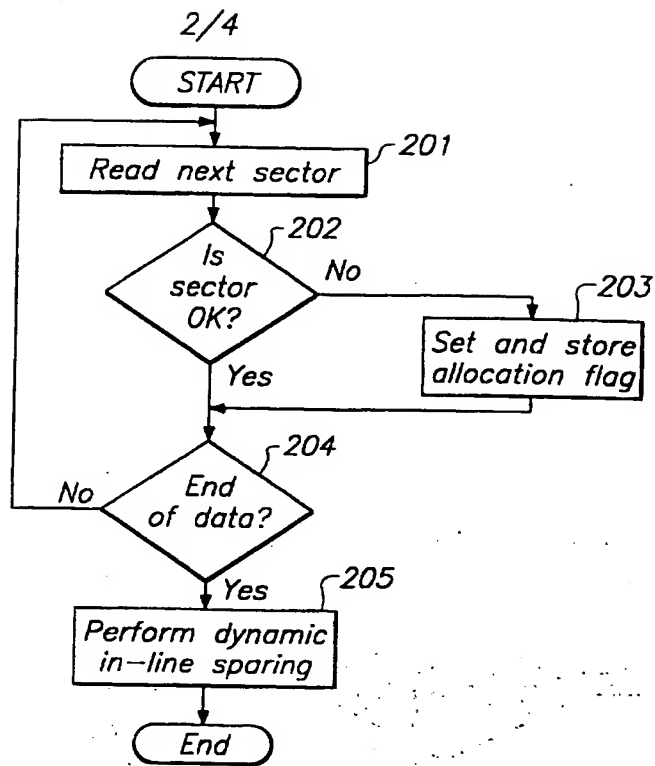 2/4
START
201
Read next sector
202
Is
sector
OK?
No
203
Set and store
allocation flag
Yes
204
End
of data?
No
Yes
205
Perform dynamic
in-line sparing
End